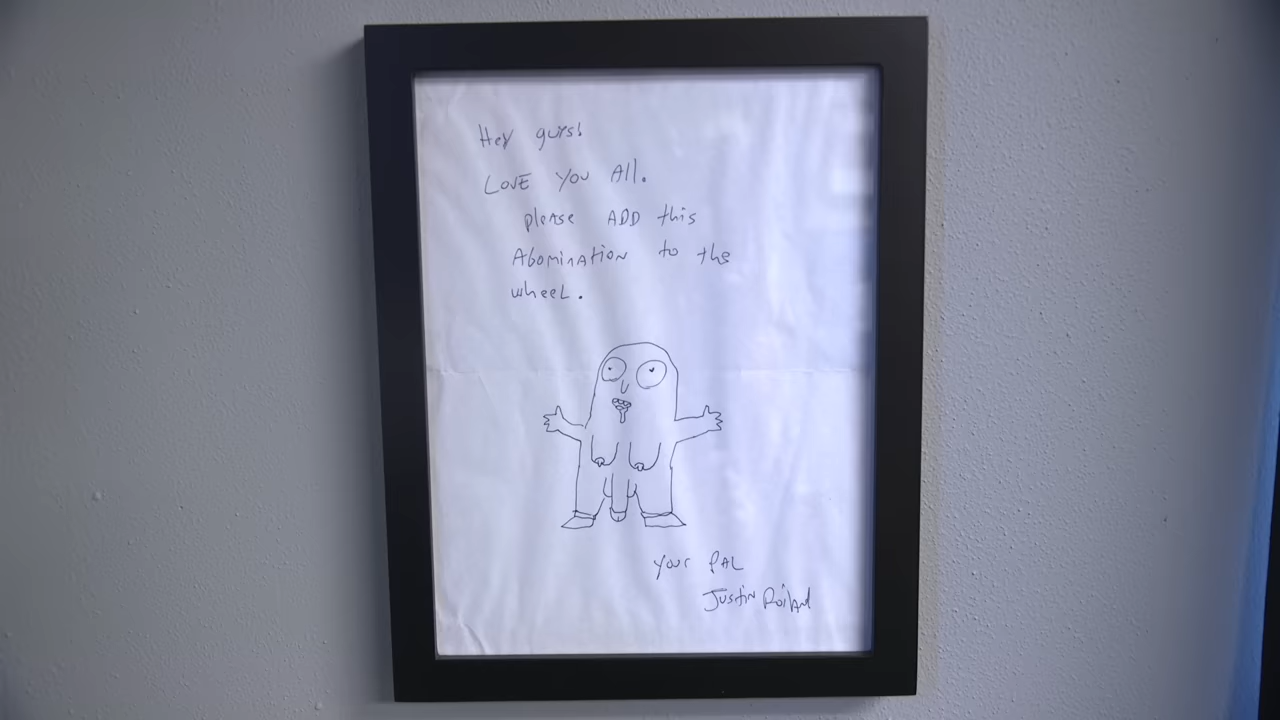 Hey guys!
LOVE YOU All.
please ADD this
AbominATiON to the
wheel.
your PAL
Justin Roiland